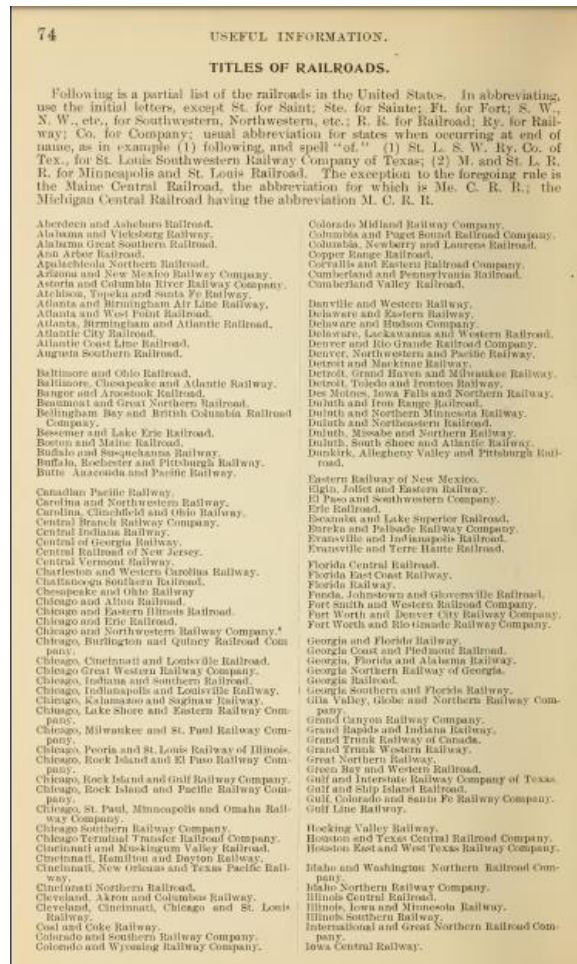 74
USEFUL INFORMATION.
TITLES OF RAILROADS.
Following is a partial list of the railroads in the United States. In abbreviating,
use the initial letters, except St. for Saint; Ste. for Sainte; Ft. for Fort; S. W.,
N. W., etc., for Southwestern, Northwestern, etc.; R. R. for Railroad; Ry. for Rail-
way; Co. for Company; usual abbreviation for states when occurring at end of
name, as in example (1) following, and spell "of." (1) St. L. S. W. Ry. Co. of
Tex., for St. Louis Southwestern Railway Company of Texas; (2) M. and St. L. R.
R. for Minneapolis and St. Louis Railroad. The exception to the foregoing rule is
the Maine Central Railroad, the abbreviation for which is Me. C. R. R.; the
Michigan Central Railroad having the abbreviation M. C. R. R.
Aberdeen and Asheboro Railroad.
Alabama and Vicksburg Railway.
Alabama Great Southern Railroad.
Ann Arbor Railroad.
Apalachicola Northern Railroad.
Arizona and New Mexico Railway Company.
Astoria and Columbia River Railway Company.
Atchison, Topeka and Santa Fe Railway.
Atlanta and Birmingham Air Line Railway.
Atlanta and West Point Railroad.
Atlanta, Birmingham and Atlantic Railroad.
Atlantic City Railroad.
Atlantic Coast Line Railroad.
Augusta Southern Railroad.
Baltimore and Ohio Railroad.
Baltimore, Chesapeake and Atlantic Railway.
Bangor and Aroostook Railroad.
Beaumont and Great Northern Railroad.
Bellingham Bay and British Columbia Railroad
Company.
Bessemer and Lake Erie Railroad.
Boston and Maine Railroad.
Buffalo and Susquehanna Railway.
Buffalo, Rochester and Pittsburgh Railway.
Butte Anaconda and Pacific Railway.
Canadian Pacific Railway.
Carolina and Northwestern Railway.
Carolina, Clinchfield and Ohio Railway.
Central Branch Railway Company.
Central Indiana Railway.
Central of Georgia Railway.
Central Railroad of New Jersey.
Central Vermont Railway.
Charleston and Western Carolina Railway.
Chattanooga Southern Railroad.
Chesapeake and Ohio Railway
Chicago and Alton Railroad.
Chicago and Eastern Illinois Railroad.
Chicago and Erie Railroad.
Chicago and Northwestern Railway Company.
Chicago, Burlington and Quincy Railroad Com
pany.
Chicago, Cincinnati and Louisville Railroad.
Chicago Great Western Railway Company.
Chicago, Indiana and Southern Railroad.
Chicago, Indianapolis and Louisville Railway.
Chicago, Kalamazoo and Saginaw Railway.
Chicago, Lake Shore and Eastern Railway Com-
pany.
Chicago, Milwaukee and St. Paul Railway Com-
pany.
Chicago, Peoria and St. Louis Railway of Illinois.
Chicago, Rock Island and El Paso Railway Com-
pany.
Chicago, Rock Island and Gulf Railway Company.
Chicago, Rock Island and Pacific Railway Com-
pany.
Chicago, St. Paul, Minneapolis and Omaha Rail-
way Company.
Chicago Southern Railway Company.
Chicago Terminal Transfer Railroad Company.
Cincinnati and Muskingum Valley Railroad.
Cincinnati, Hamilton and Dayton Railway.
Cincinnati, New Orleans and Texas Pacific Rail-
way.
Cincinnati Northern Railroad.
Cleveland, Akron and Columbus Railway.
Cleveland, Cincinnati, Chicago and St. Louis
Railway.
Coal and Coke Railway.
Colorado and Southern Railway Company.
Colorado and Wyoming Railway Company.
Colorado Midland Railway Company.
Columbia and Puget Sound Railroad Company.
Columbia, Newberry and Laurens Railroad.
Copper Range Railroad.
Corvallis and Eastern Railroad Company.
Cumberland and Pennsylvania Railroad.
Cumberland Valley Railroad.
Danville and Western Railway.
Delaware and Eastern Railway.
Delaware and Hudson Company.
Delaware, Lackawanna and Western Railroad.
Denver and Rio Grande Railroad Company.
Denver, Northwestern and Pacific Railway.
Detroit and Mackinac Railway.
Detroit, Grand Haven and Milwaukee Railway.
Detroit, Toledo and Ironton Railway.
Des Moines, Iowa Falls and Northern Railway.
Duluth and Iron Range Railroad.
Duluth and Northern Minnesota Railway.
Duluth and Northeastern Railroad.
Duluth, Missabe and Northern Railway.
Duluth, South Shore and Atlantic Railway.
Dunkirk, Allegheny Valley and Pittsburgh Rail-
road.
Eastern Railway of New Mexico.
Elgin, Joliet and Eastern Railway.
El Paso and Southwestern Company.
Erie Railroad.
Escanaba and Lake Superior Railroad.
Eureka and Palisade Railway Company.
Evansville and Indianapolis Railroad.
Evansville and Terre Haute Railroad.
Florida Central Railroad.
Florida East Coast Railway.
Florida Railway.
Fonda, Johnstown and Gloversville Railroad.
Fort Smith and Western Railroad Company.
Fort Worth and Denver City Railway Company.
Fort Worth and Rio Grande Railway Company.
Georgia and Florida Railway.
Georgia Coast and Piedmont Railroad.
Georgia, Florida and Alabama Railway.
Georgia Northern Railway of Georgia.
Georgia Railroad.
Georgia Southern and Florida Railway.
Gila Valley, Globe and Northern Railway Com-
pany.
Grand Canyon Railway Company.
Grand Rapids and Indiana Railway.
Grand Trunk Railway of Canada.
Grand Trunk Western Railway.
Great Northern Railway.
Green Bay and Western Railroad.
Gulf and Interstate Railway Company of Texas
Gulf and Ship Island Railroad.
Gulf, Colorado and Santa Fe Railway Company.
Gulf Line Railway.
Hocking Valley Railway.
Houston and Texas Central Railroad Company.
Houston East and West Texas Railway Company.
Idaho and Washington Northern Railroad Com-
pany.
Idaho Northern Railway Company.
Illinois Central Railroad.
Illinois, Iowa and Minnesota Railway.
Illinois Southern Railway.
International and Great Northern Railroad Com-
pany.
Iowa Central Railway.